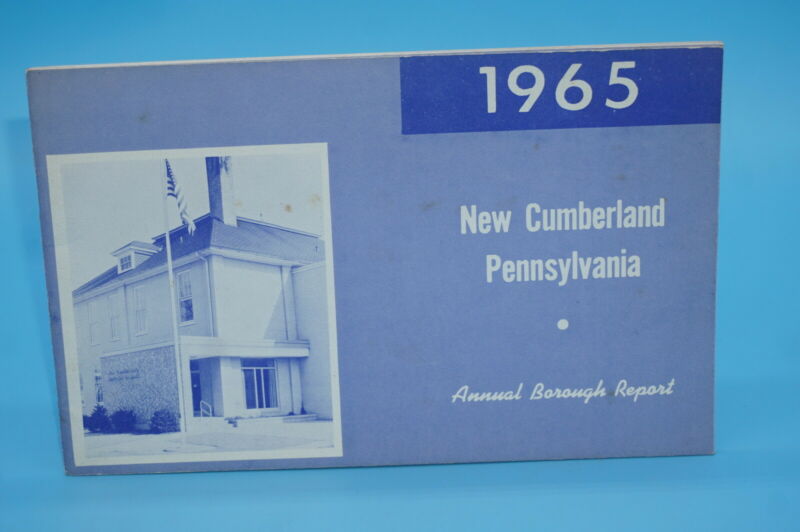 1965
New Cumberland
Pennsylvania
Annual Borough Report